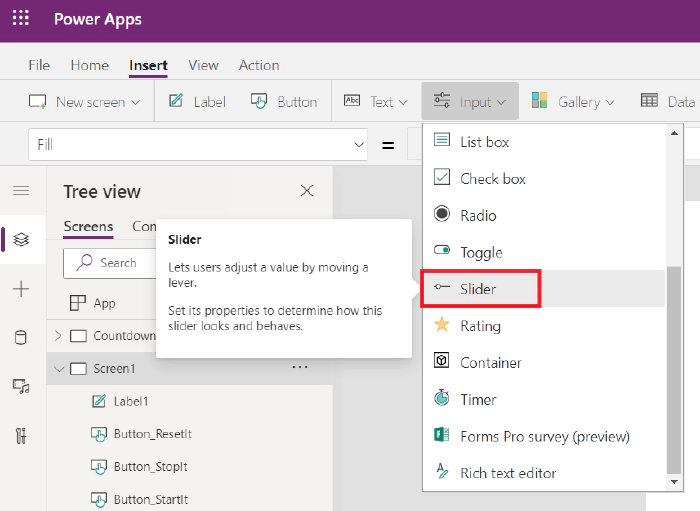 Power Apps
File Home Insert View Action
New screen Label Button Abc Text Input Gallery Data
Fill =
Tree view
Screens
Search
App
Countdown
Screen1
Label1
Button_ResetIt
Button_StopIt
Button_StartIt
Slider
Lets users adjust a value by moving a
lever.
Set its properties to determine how this
slider looks and behaves.
List box
Check box
Radio
Toggle
Slider
Rating
Container
Timer
Forms Pro survey (preview)
Rich text editor